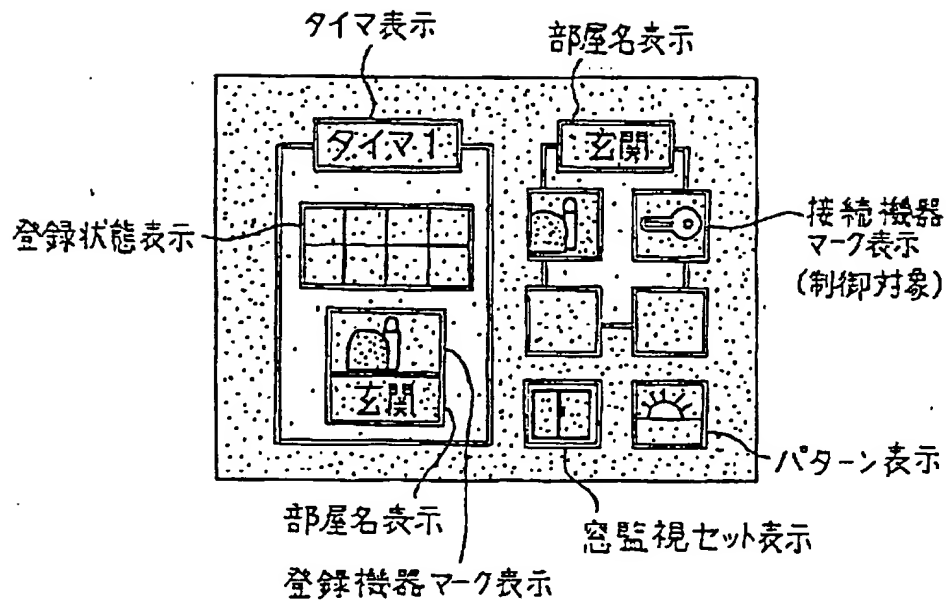 タイマ表示
部屋名表示
タイマ1
玄関
登録状態表示
接続機器
マーク表示
(制御対象)
玄関
パターン表示
部屋名表示
窓監視セット表示
登録機器マーク表示